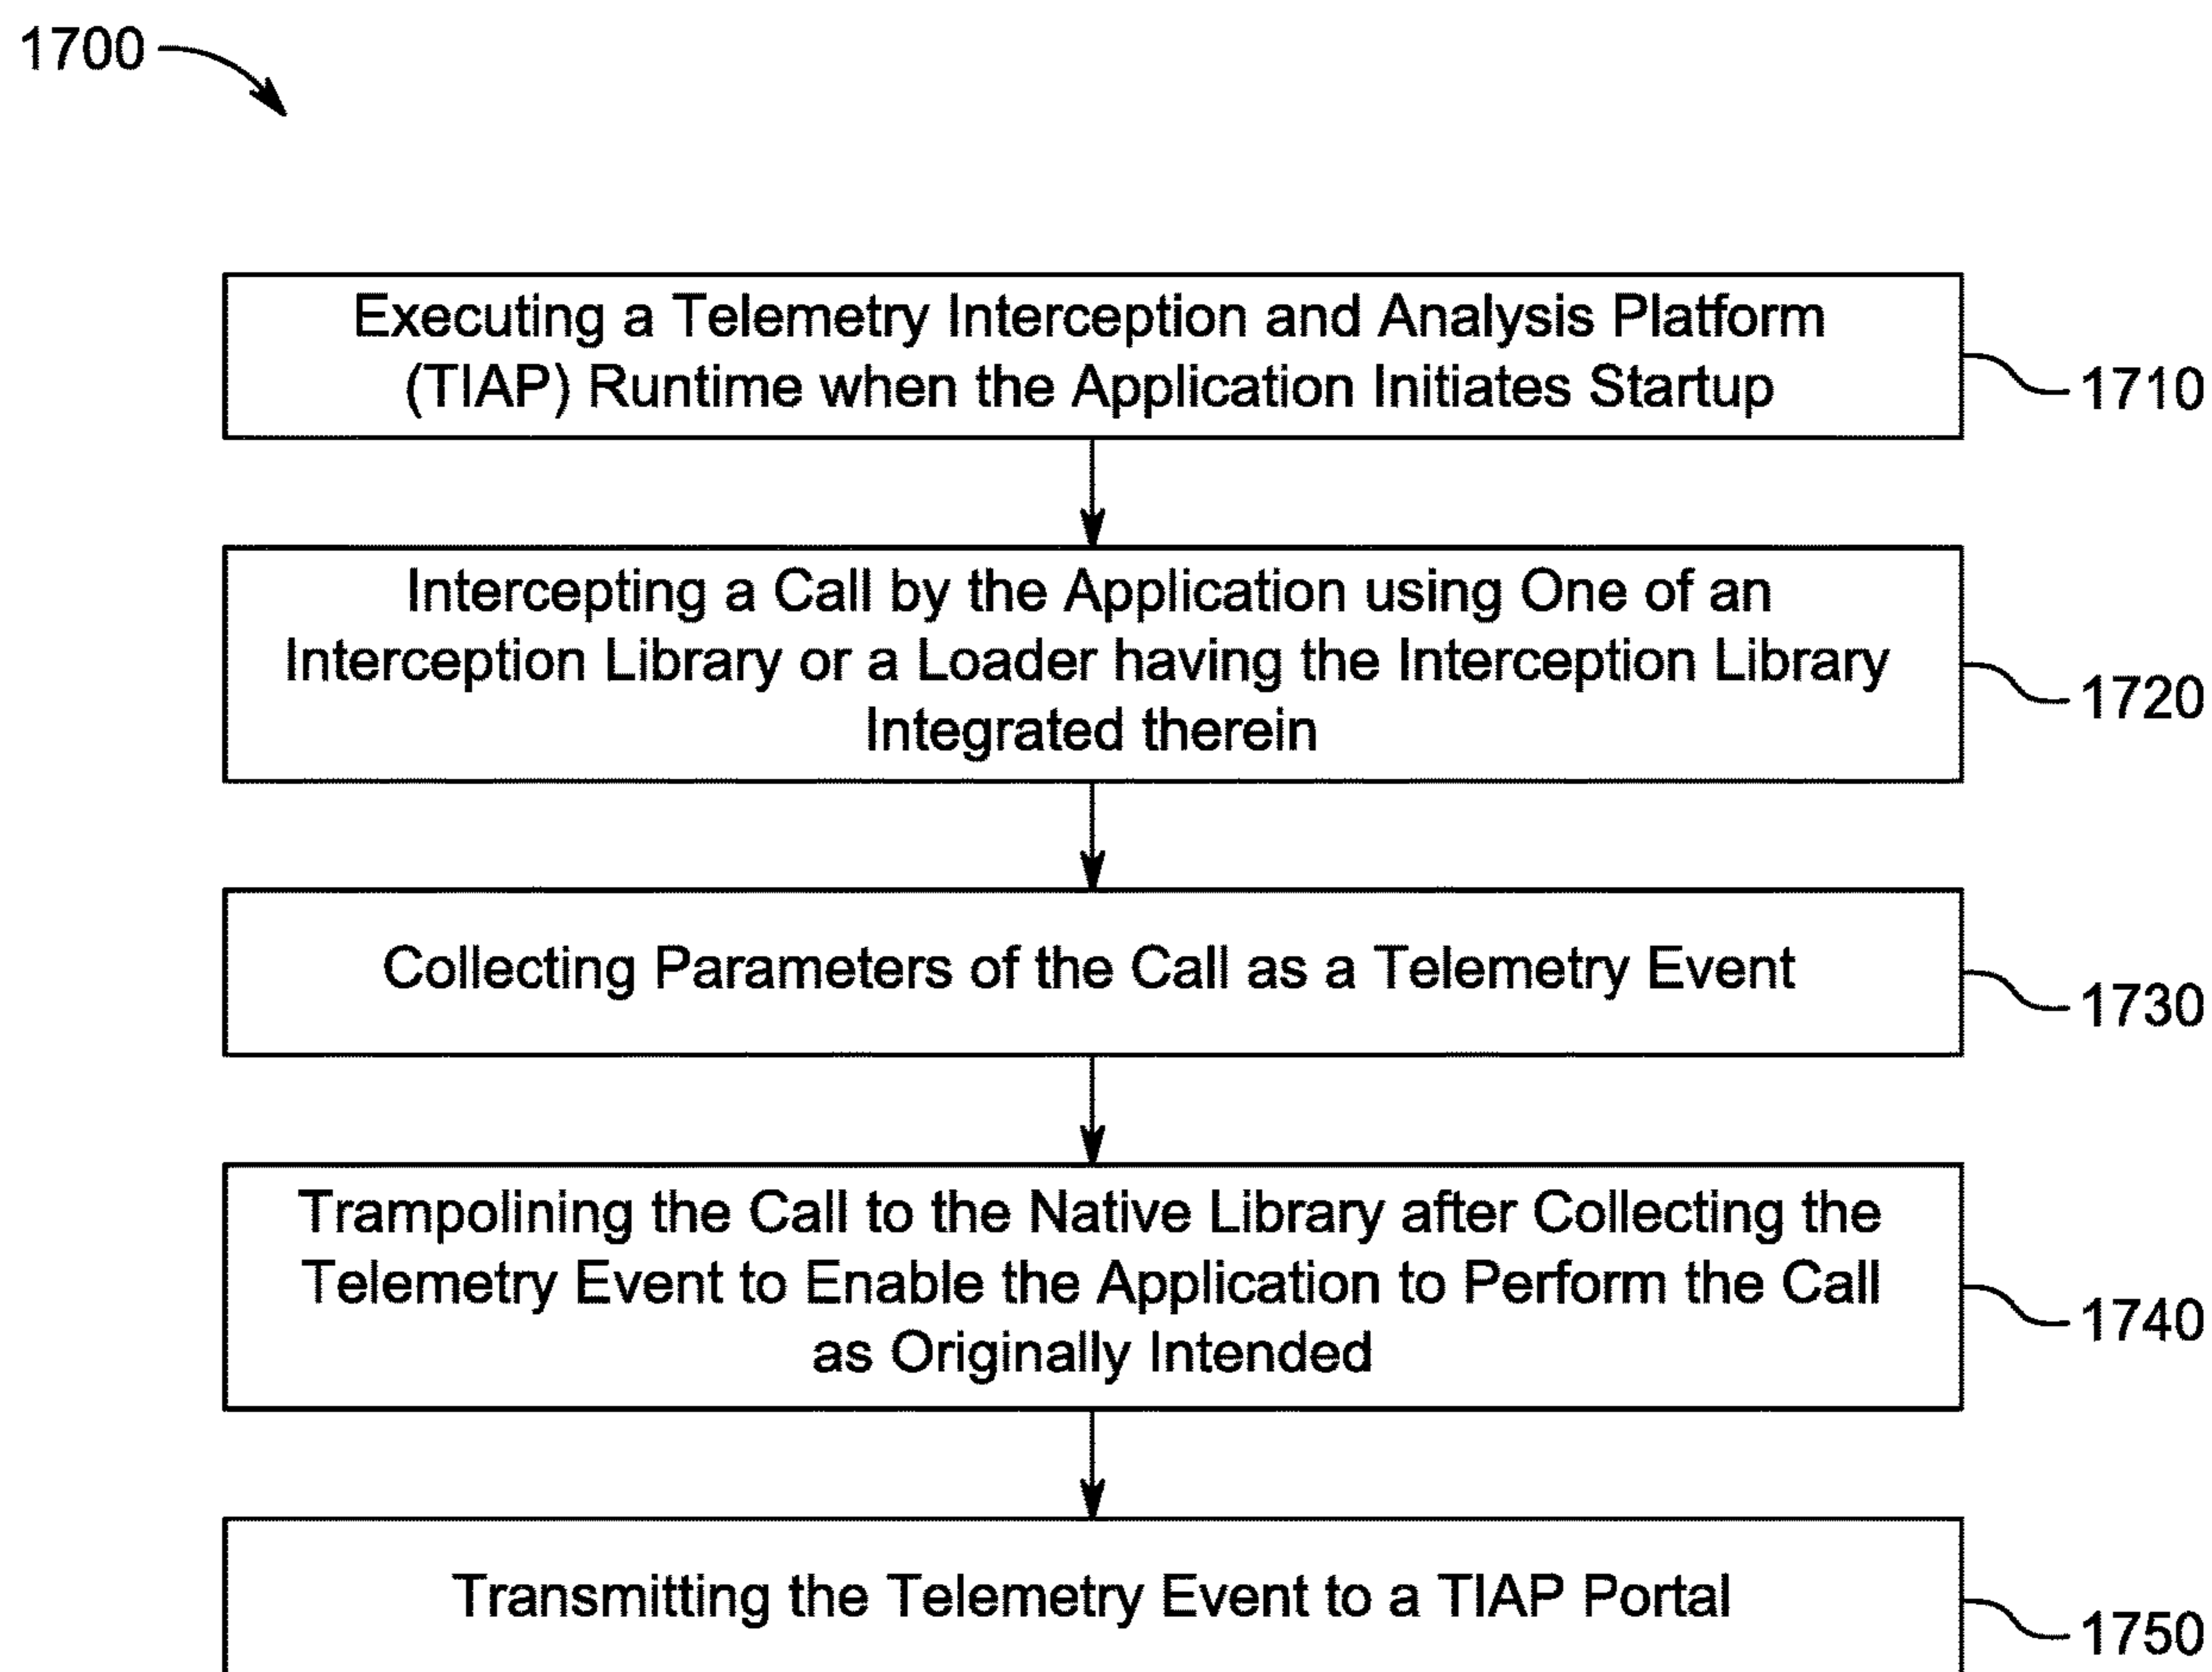 1700
Executing a Telemetry Interception and Analysis Platform
(TIAP) Runtime when the Application Initiates Startup
1710
Intercepting a Call by the Application using One of an
Interception Library or a Loader having the Interception Library
Integrated therein
1720
Collecting Parameters of the Call as a Telemetry Event
1730
Trampolining the Call to the Native Library after Collecting the
Telemetry Event to Enable the Application to Perform the Call
as Originally Intended
1740
Transmitting the Telemetry Event to a TIAP Portal
1750